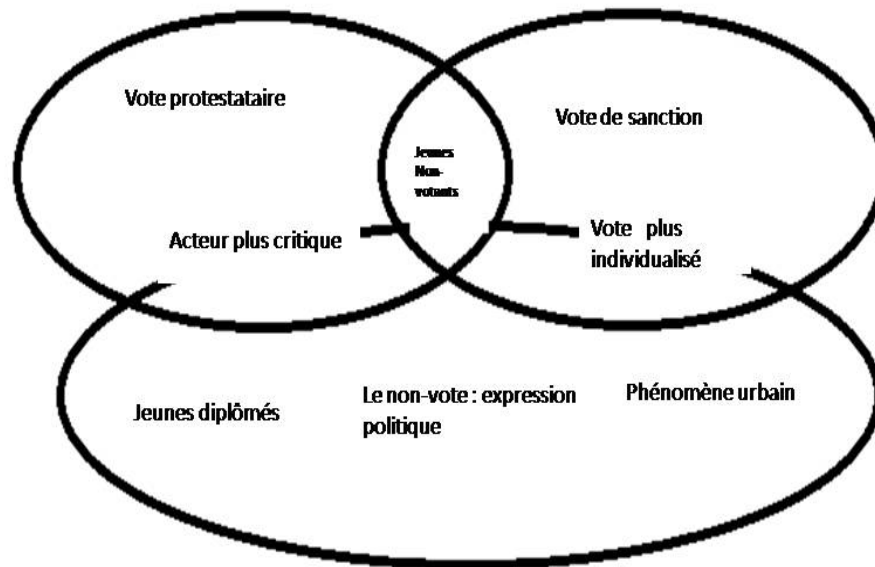 Vote protestataire
Vote de sanction
Jeunes
Non-
votants
Acteur plus critique
Vote plus
individualisé
Jeunes diplômés
Le non-vote : expression
politique
Phénomène urbain